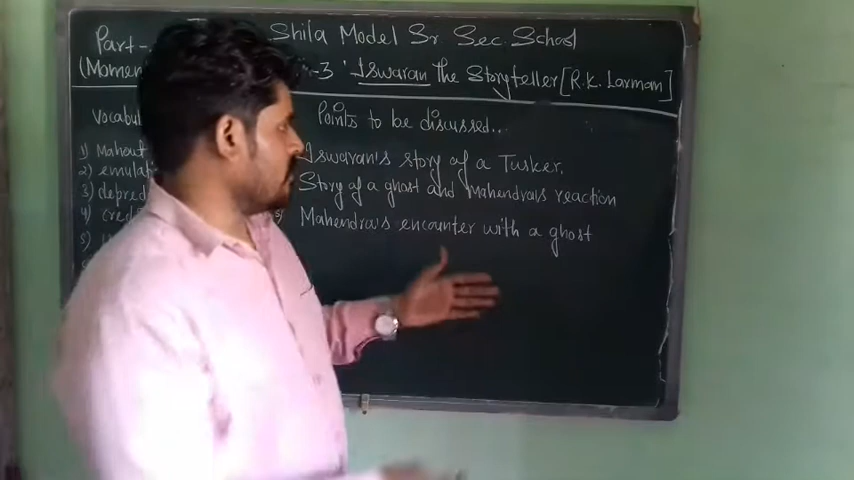 Part- Shila Model Sr Sec School
(Momen -3 'Iswaran the Storyteller [R.K. Laxman]
Vocabul Points to be discussed...
1) Mahout Iswaran's story of a Tusker.
2) emula Story of a ghost and Mahendra's reaction
3) depred Mahendra's encounter with a ghost
4) cred
5)